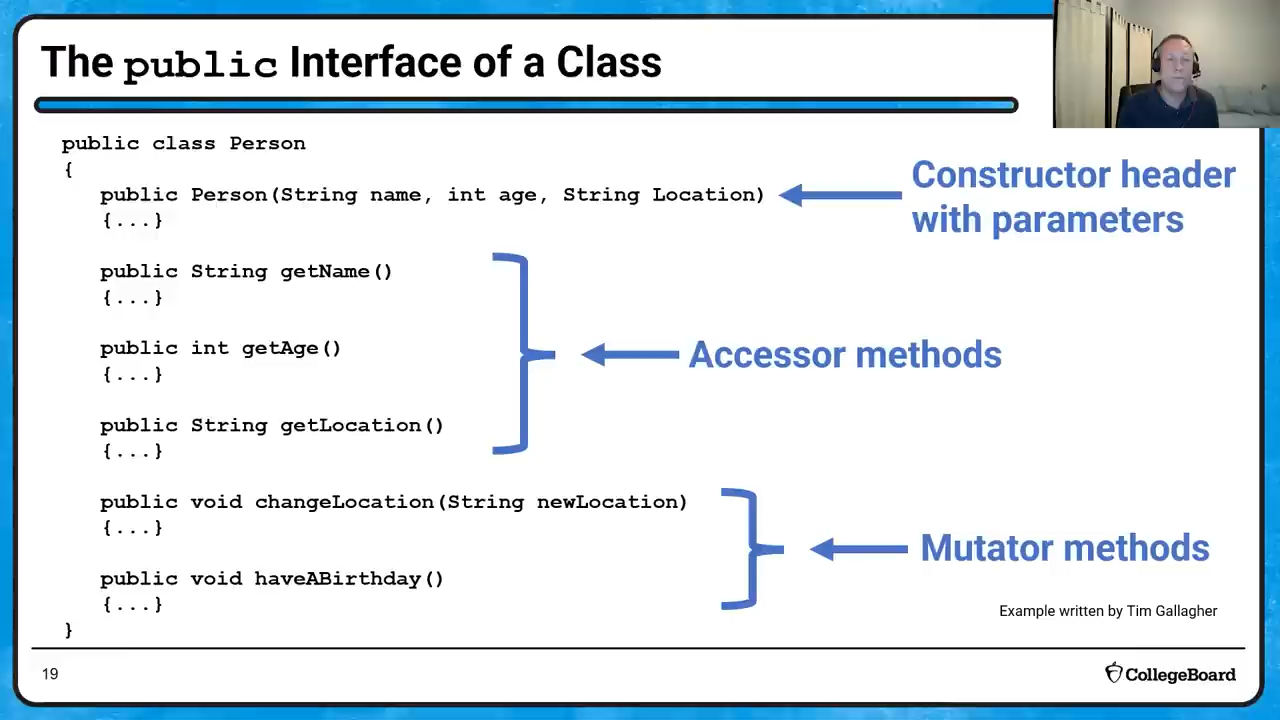 The public Interface of a Class
public class Person
{
public Person(String name, int age, String Location)
{...}
Constructor header
with parameters
public String getName()
{...}
public int getAge()
{...}
Accessor methods
public String getLocation()
{...}
public void changeLocation(String newLocation)
{...}
Mutator methods
public void haveABirthday()
{...}
}
Example written by Tim Gallagher
19
CollegeBoard